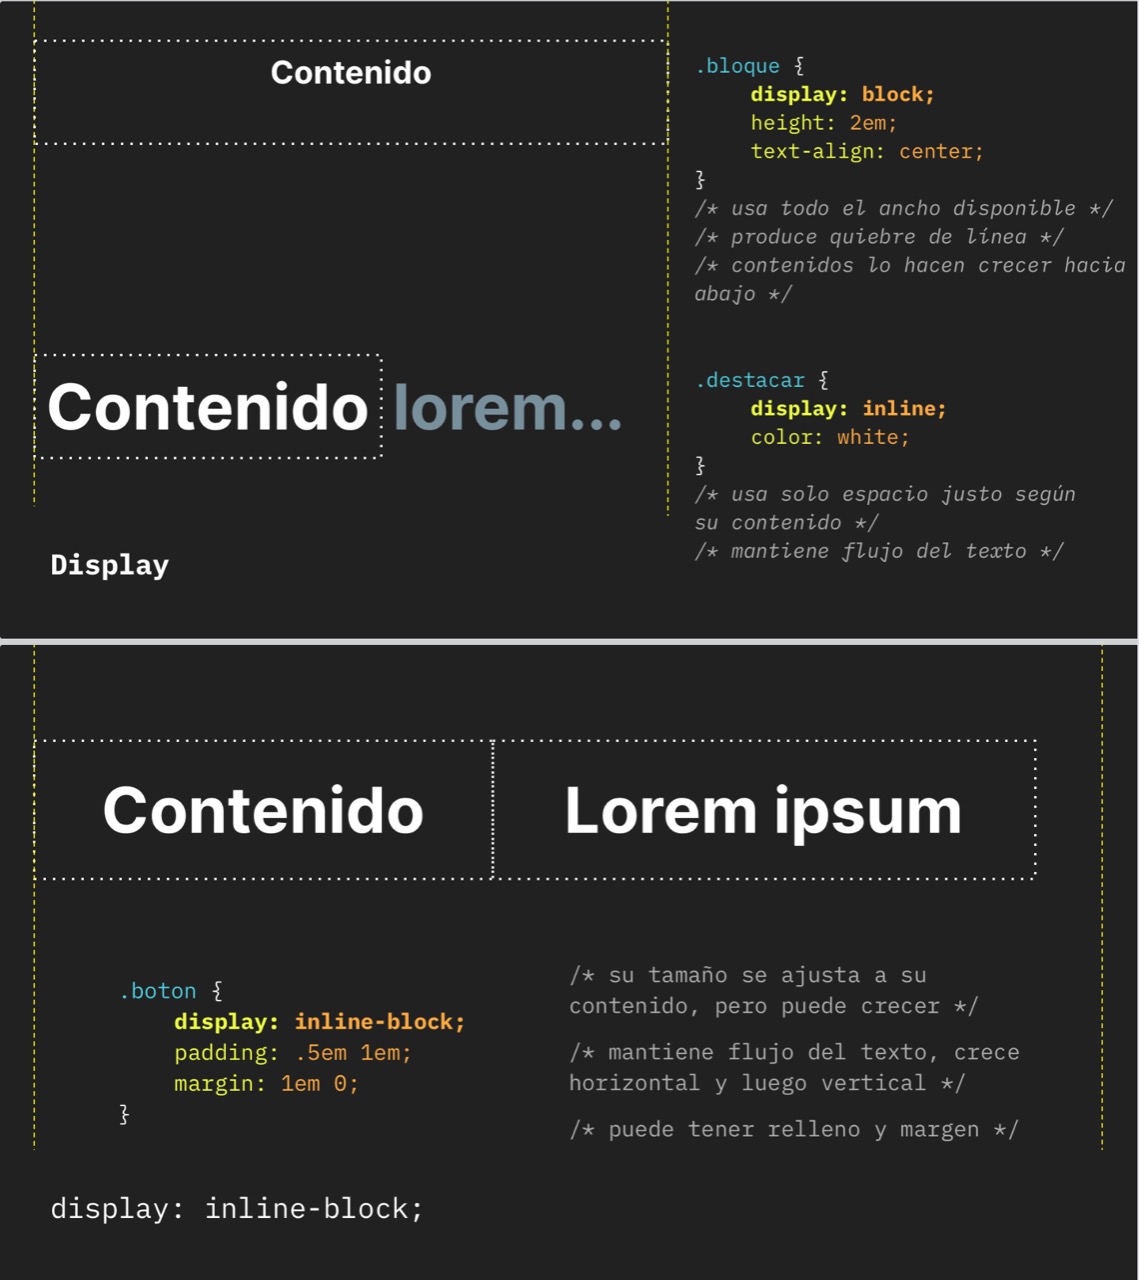 Contenido
.bloque {
display: block;
height: 2em;
text-align: center;
}
/* usa todo el ancho disponible */
/* produce quiebre de línea */
/* contenidos lo hacen crecer hacia
abajo */
Contenido lorem...
.destacar {
display: inline;
color: white;
}
/* usa solo espacio justo según
su contenido */
/* mantiene flujo del texto */
Display
Contenido
Lorem ipsum
.boton {
display: inline-block;
padding: .5em 1em;
margin: 1em 0;
}
/* su tamaño se ajusta a su
contenido, pero puede crecer */
/* mantiene flujo del texto, crece
horizontal y luego vertical */
/* puede tener relleno y margen */
display: inline-block;